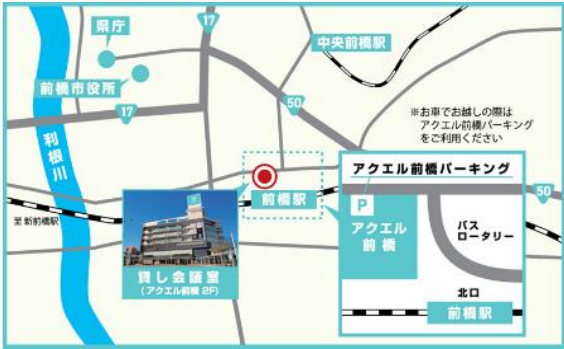 県庁
17
中央前橋駅
前橋市役所
17
50
※お車でお越しの際は
アクエル前橋パーキング
をご利用ください
利根川
アクエル前橋パーキング
前橋駅
P
50
至 新前橋駅
アクエル
前橋
バス
ロータリー
貸し会議室
(アクエル前橋 2F)
北口
前橋駅